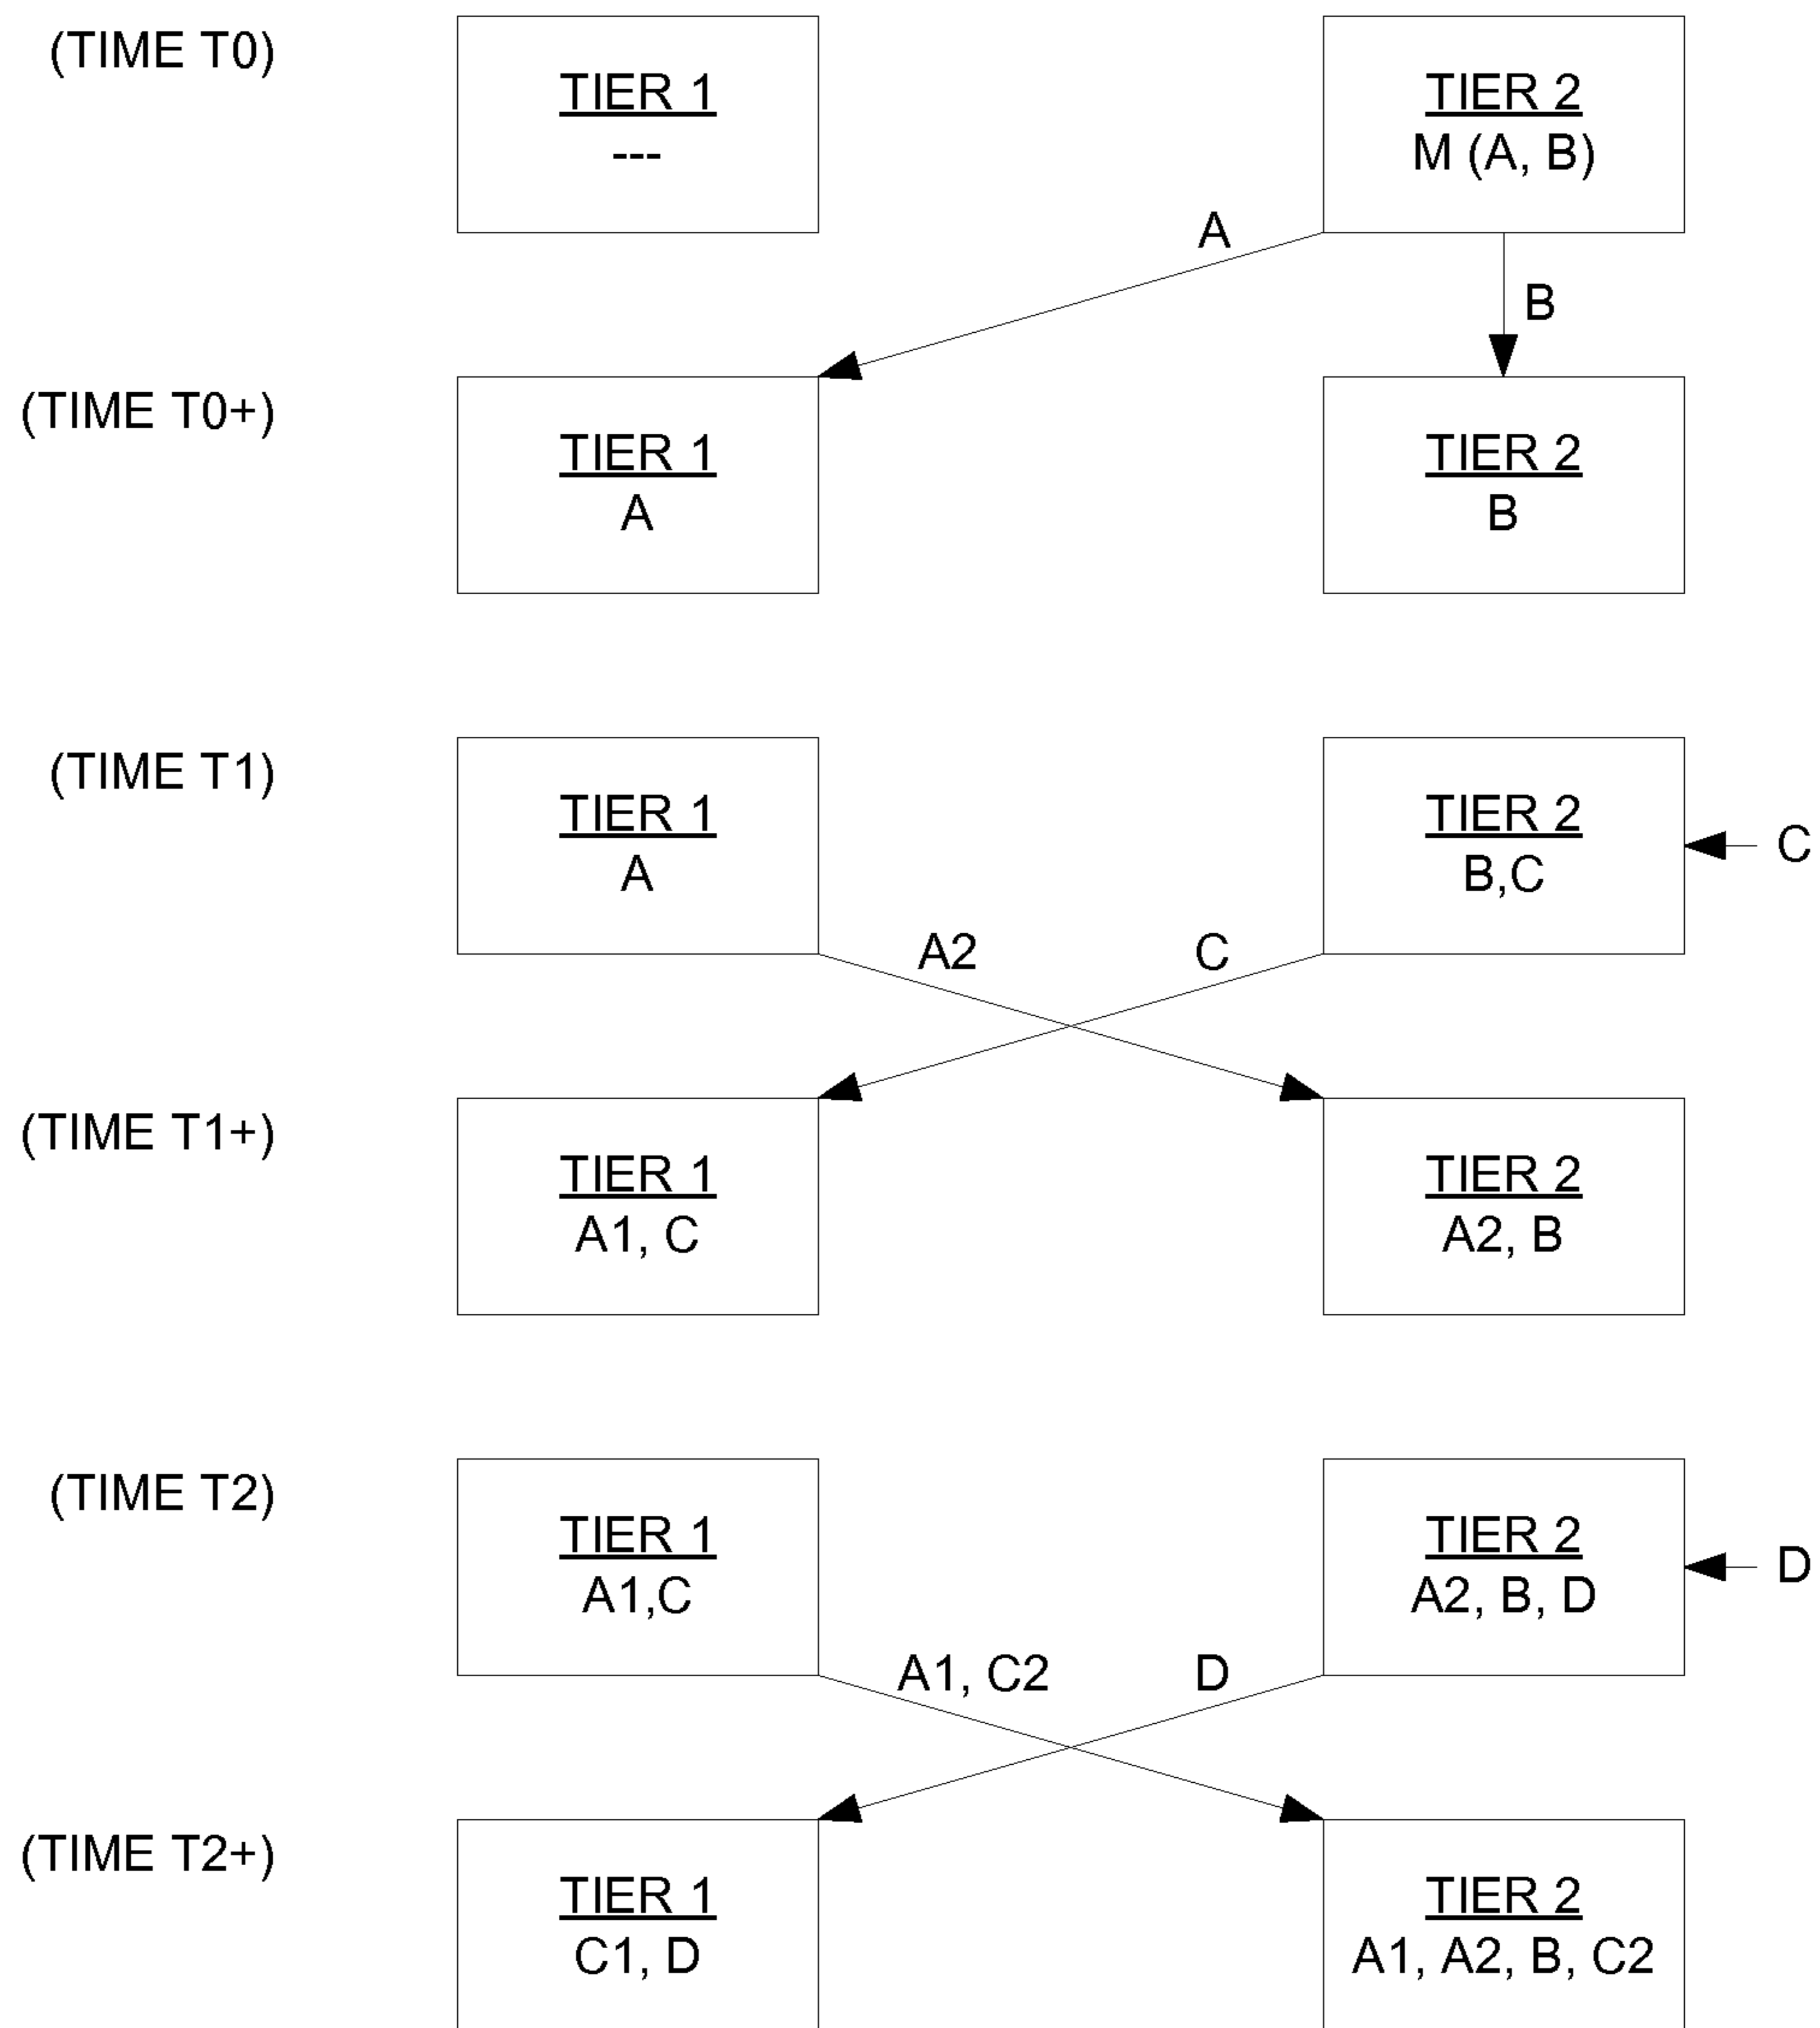 (TIME T0)
TIER 1
---
TIER 2
M (A, B)
A
B
(TIME T0+)
TIER 1
A
TIER 2
B
(TIME T1)
TIER 1
A
TIER 2
B,C
C
A2
C
(TIME T1+)
TIER 1
A1, C
TIER 2
A2, B
(TIME T2)
TIER 1
A1,C
TIER 2
A2, B, D
D
A1, C2
D
(TIME T2+)
TIER 1
C1, D
TIER 2
A1, A2, B, C2